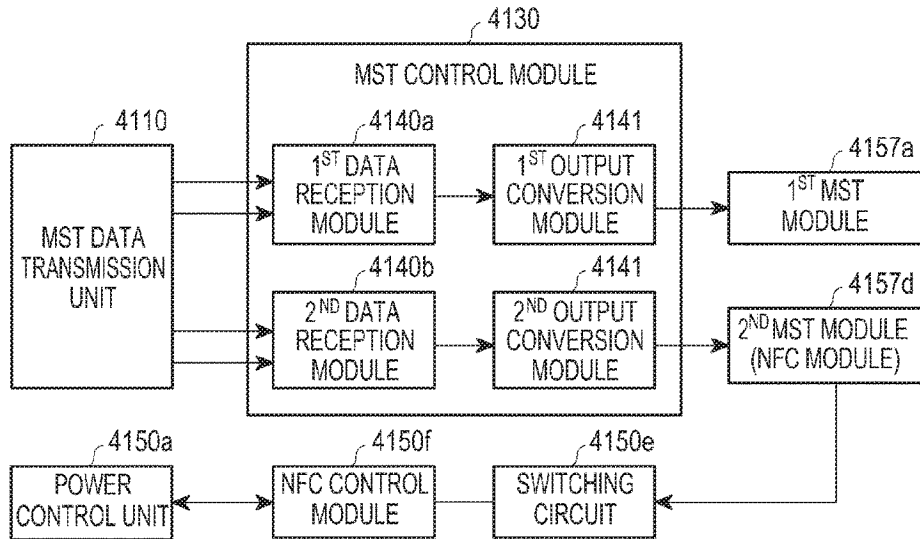 4130
MST CONTROL MODULE
4110
MST DATA
TRANSMISSION
UNIT
4140a
1ST DATA
RECEPTION
MODULE
4141
1ST OUTPUT
CONVERSION
MODULE
4157a
1ST MST
MODULE
4140b
2ND DATA
RECEPTION
MODULE
4141
2ND OUTPUT
CONVERSION
MODULE
4157d
2ND MST MODULE
(NFC MODULE)
4150a
POWER
CONTROL UNIT
4150f
NFC CONTROL
MODULE
4150e
SWITCHING
CIRCUIT